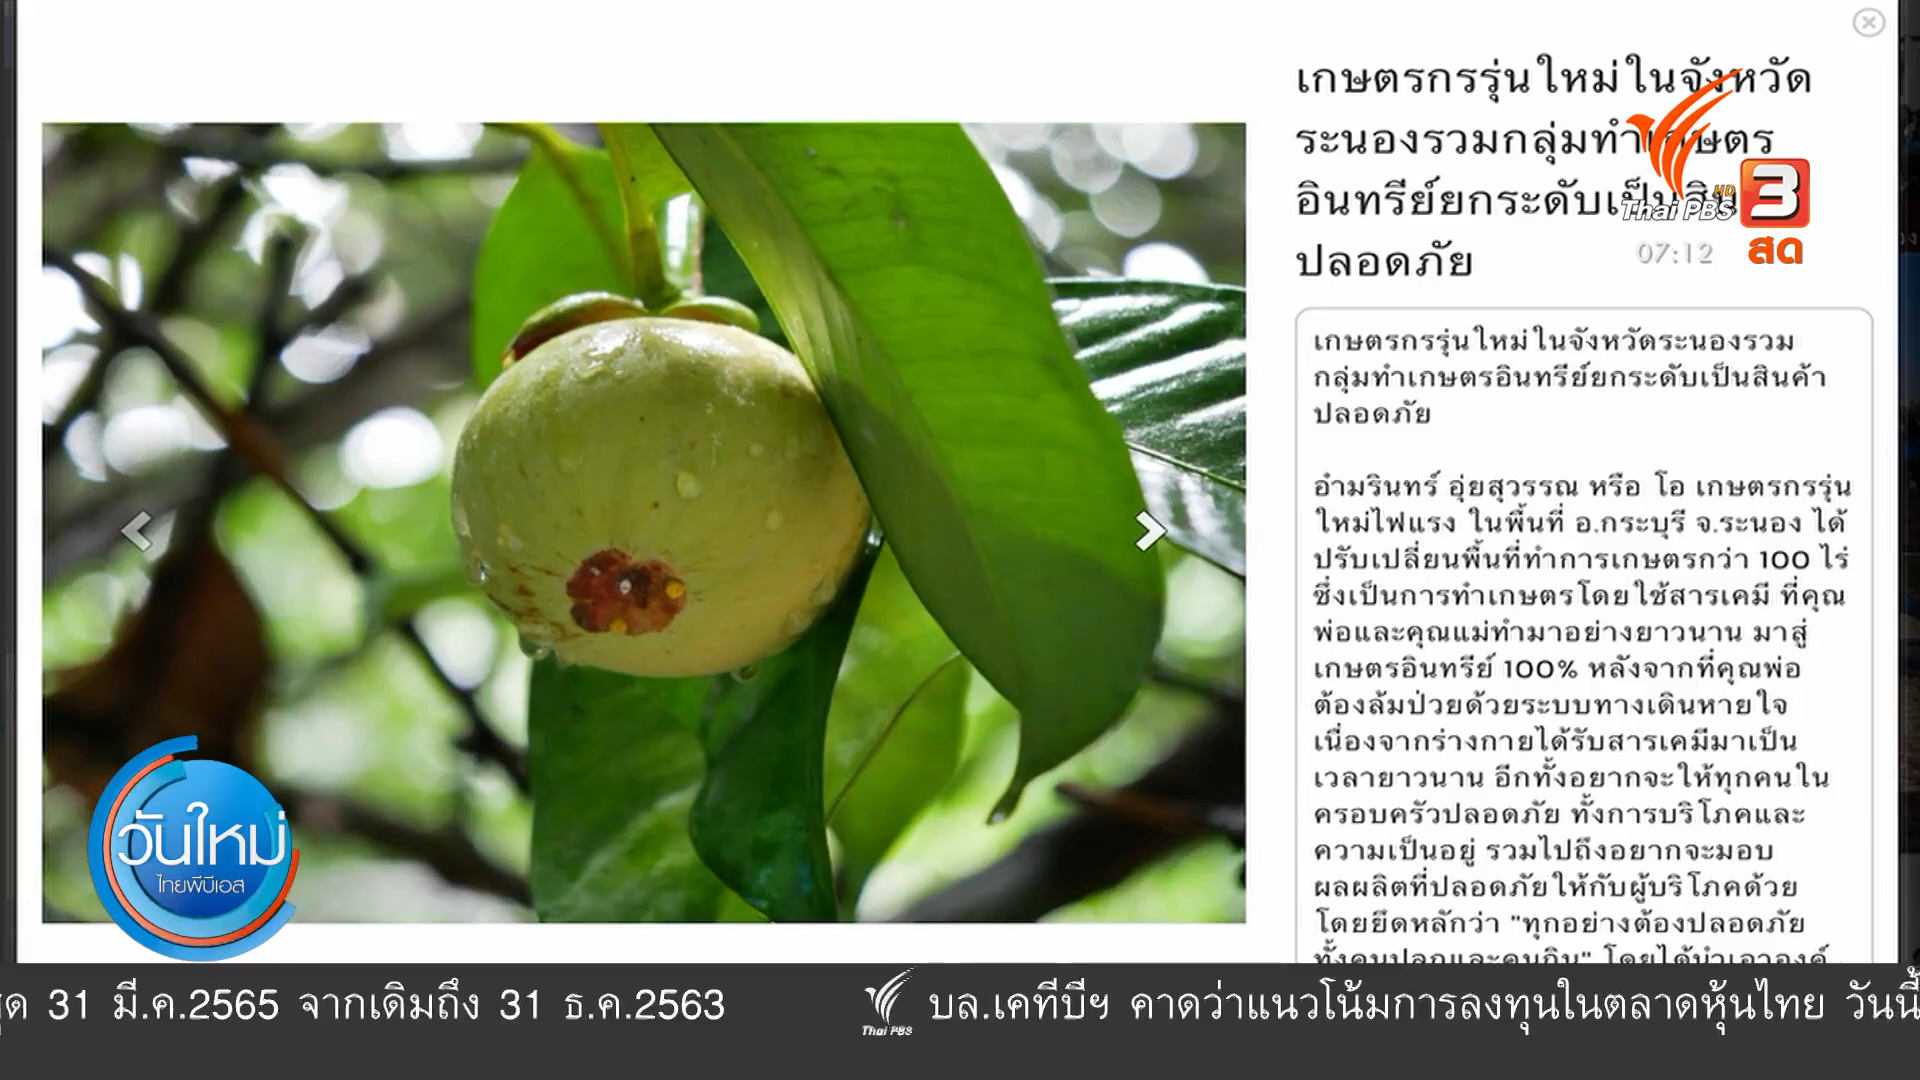 เกษตรกรรุ่นใหม่ในจังหวัด
ระนองรวมกลุ่มทำเกษตร
อินทรีย์ยกระดับเป็นสิน
ปลอดภัย
HD
Thai PBS
3
07:12
สด
เกษตรกรรุ่นใหม่ในจังหวัดระนองรวม
กลุ่มทำเกษตรอินทรีย์ยกระดับเป็นสินค้า
ปลอดภัย
อำมรินทร์ อุ่ยสุวรรณ หรือ โอ เกษตรกรรุ่น
ใหม่ไฟแรง ในพื้นที่ อ.กระบุรี จ.ระนอง ได้
ปรับเปลี่ยนพื้นที่ทำการเกษตรกว่า 100 ไร่
ซึ่งเป็นการทำเกษตรโดยใช้สารเคมี ที่คุณ
พ่อและคุณแม่ทำมาอย่างยาวนาน มาสู่
เกษตรอินทรีย์ 100% หลังจากที่คุณพ่อ
ต้องล้มป่วยด้วยระบบทางเดินหายใจ
เนื่องจากร่างกายได้รับสารเคมีมาเป็น
เวลายาวนาน อีกทั้งอยากจะให้ทุกคนใน
ครอบครัวปลอดภัย ทั้งการบริโภคและ
ความเป็นอยู่ รวมไปถึงอยากจะมอบ
ผลผลิตที่ปลอดภัยให้กับผู้บริโภคด้วย
โดยยึดหลักว่า "ทุกอย่างต้องปลอดภัย
ทั้งคนปลูกและคนกิน" โดยได้นำเอาองค์
วันใหม่
ไทยพีบีเอส
31 มี.ค.2565 จากเดิมถึง 31 ธ.ค.2563
Thai PBS
บล.เคทีบีฯ คาดว่าแนวโน้มการลงทุนในตลาดหุ้นไทย วันนี้